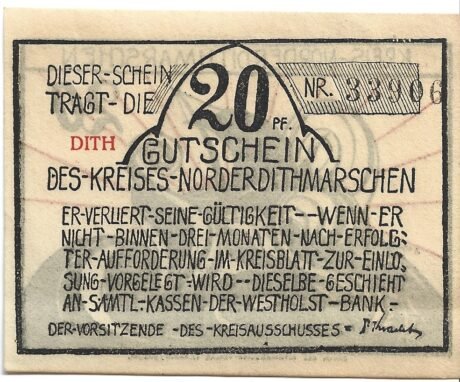 DIESER-SCHEIN
TRAGT-DIE
20 PF.
NR. 33906
DITH
GUTSCHEIN
DES-KREISES-NORDERDITHMARSCHEN
ER-VERLIERT-SEINE-GÜLTIGKEIT--WENN-ER
NICHT-BINNEN-DREI-MONATEN-NACH-ERFOLG-
TER-AUFFORDERUNG-IM-KREISBLATT-ZUR-EINLÖ-
SUNG-VORGELEGT-WIRD--DIESELBE-GESCHIEHT
AN-SAMTL-KASSEN-DER-WESTHOLST-BANK-
DER-VORSITZENDE-DES-KREISAUSSCHUSSES=